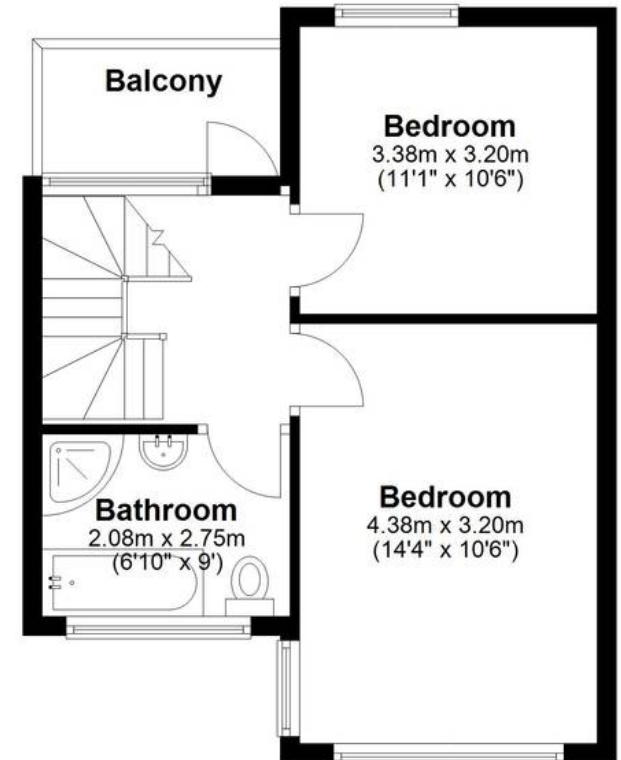 Balcony
Bedroom
3.38m x 3.20m
(11'1" x 10'6")
Bedroom
4.38m x 3.20m
(14'4" x 10'6")
Bathroom
2.08m x 2.75m
(6'10" x 9')